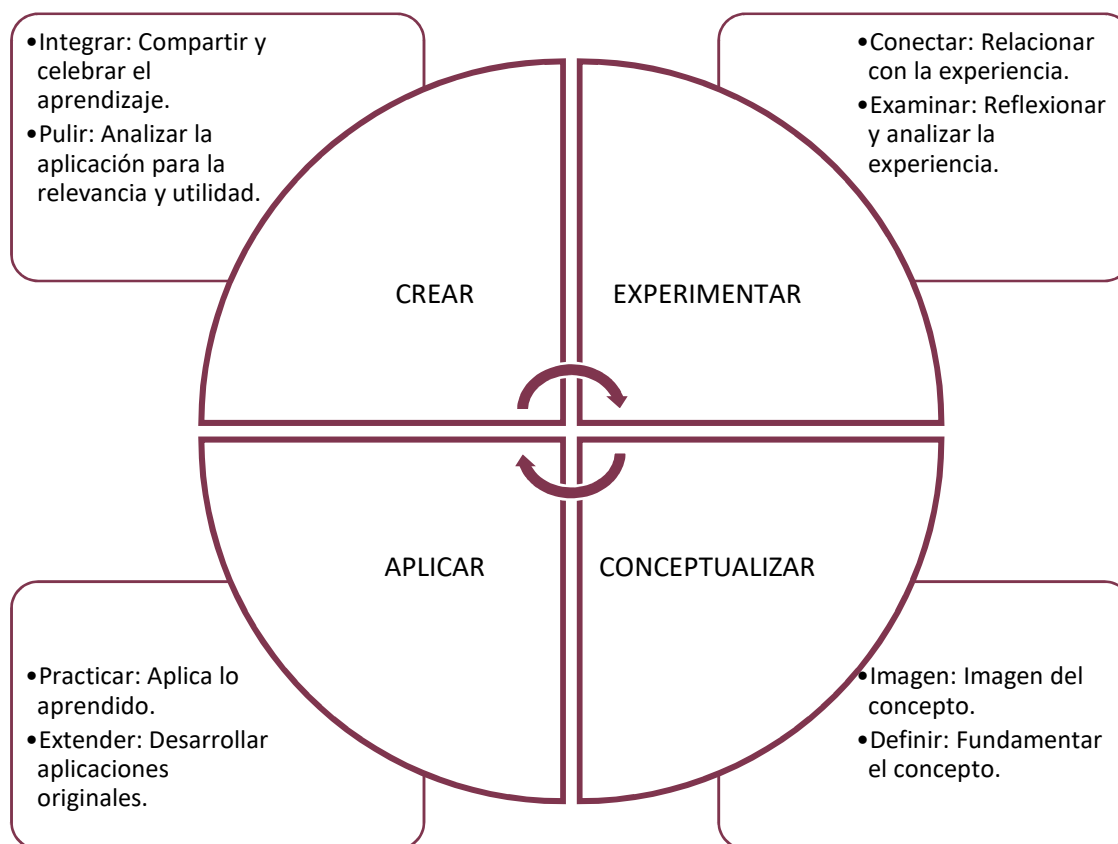 •Integrar: Compartir y
celebrar el
aprendizaje.
•Pulir: Analizar la
aplicación para la
relevancia y utilidad.
•Conectar: Relacionar
con la experiencia.
•Examinar: Reflexionar
y analizar la
experiencia.
CREAR
EXPERIMENTAR
APLICAR
CONCEPTUALIZAR
•Practicar: Aplica lo
aprendido.
•Extender: Desarrollar
aplicaciones
originales.
•Imagen: Imagen del
concepto.
•Definir: Fundamentar
el concepto.